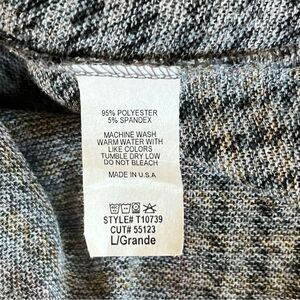 95% POLYESTER
5% SPANDEX
MACHINE WASH
WARM WATER WITH
LIKE COLORS
TUMBLE DRY LOW
DO NOT BLEACH
MADE IN U.S.A
STYLE# T10739
CUT# 55123
L/Grande